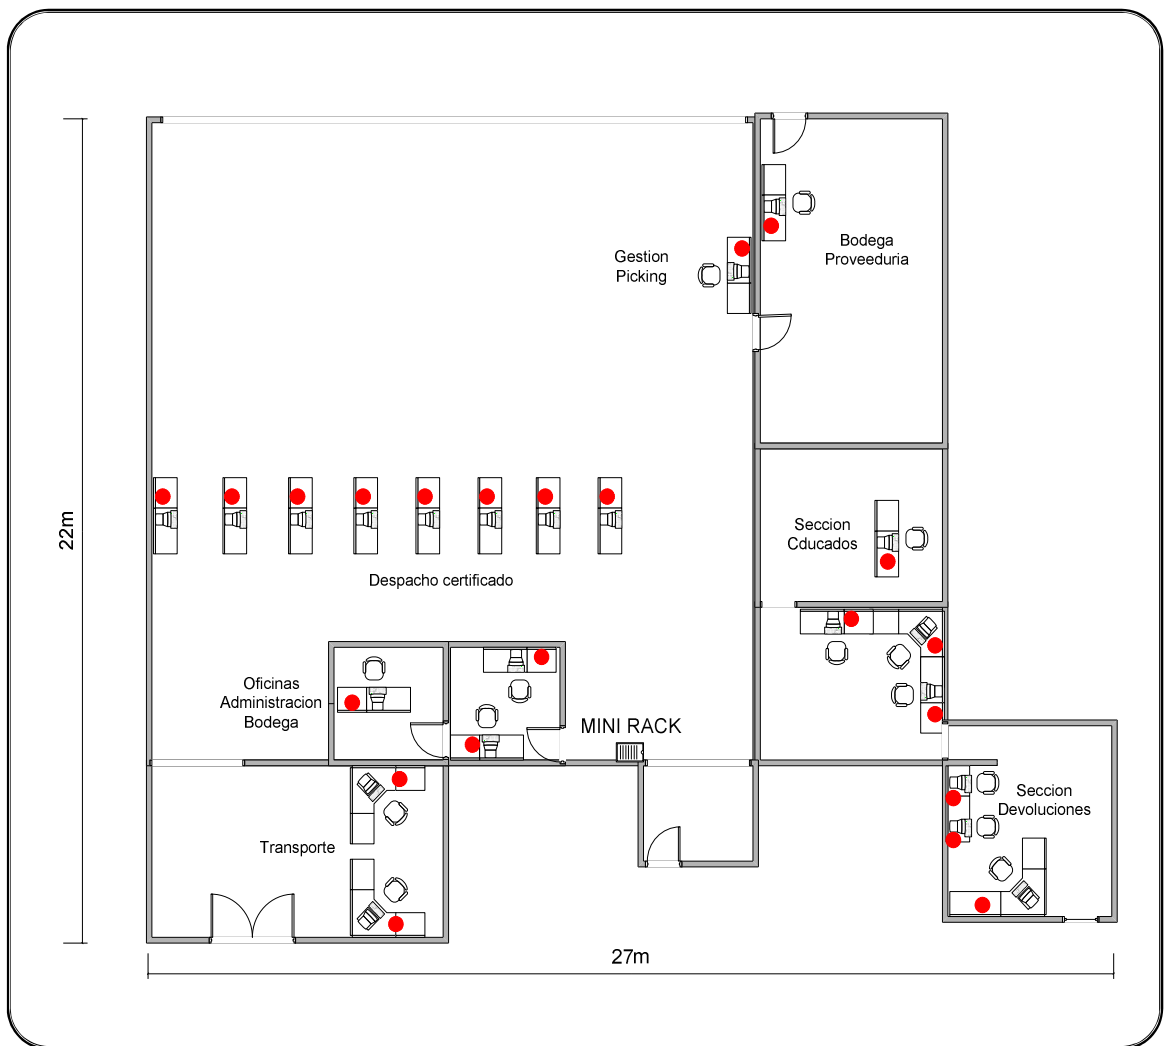 Gestion
Picking
Bodega
Proveeduria
22m
Seccion
Cducados
Despacho certificado
Oficinas
Administracion
Bodega
MINI RACK
Seccion
Devoluciones
Transporte
27m